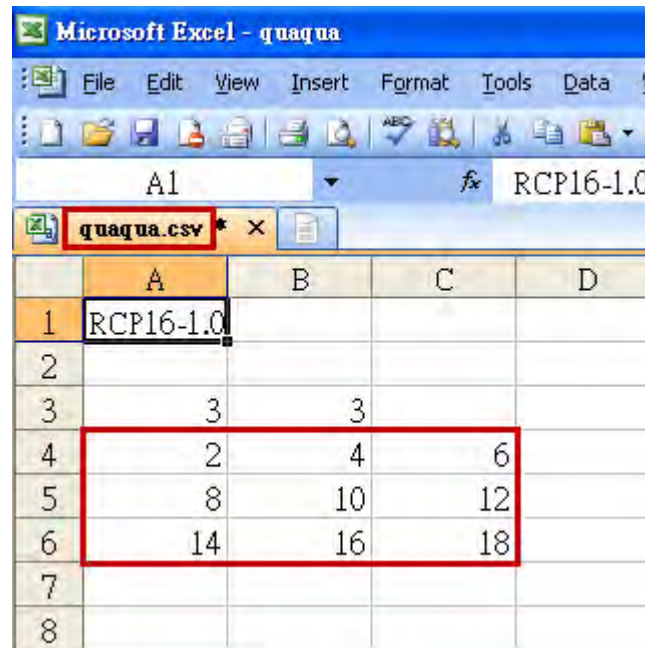 Microsoft Excel - quaqua
File Edit View Insert Format Tools Data
A1 fx RCP16-1.0
quaqua.csv *
A B C D
1 RCP16-1.0
2
3 3 3
4 2 4 6
5 8 10 12
6 14 16 18
7
8